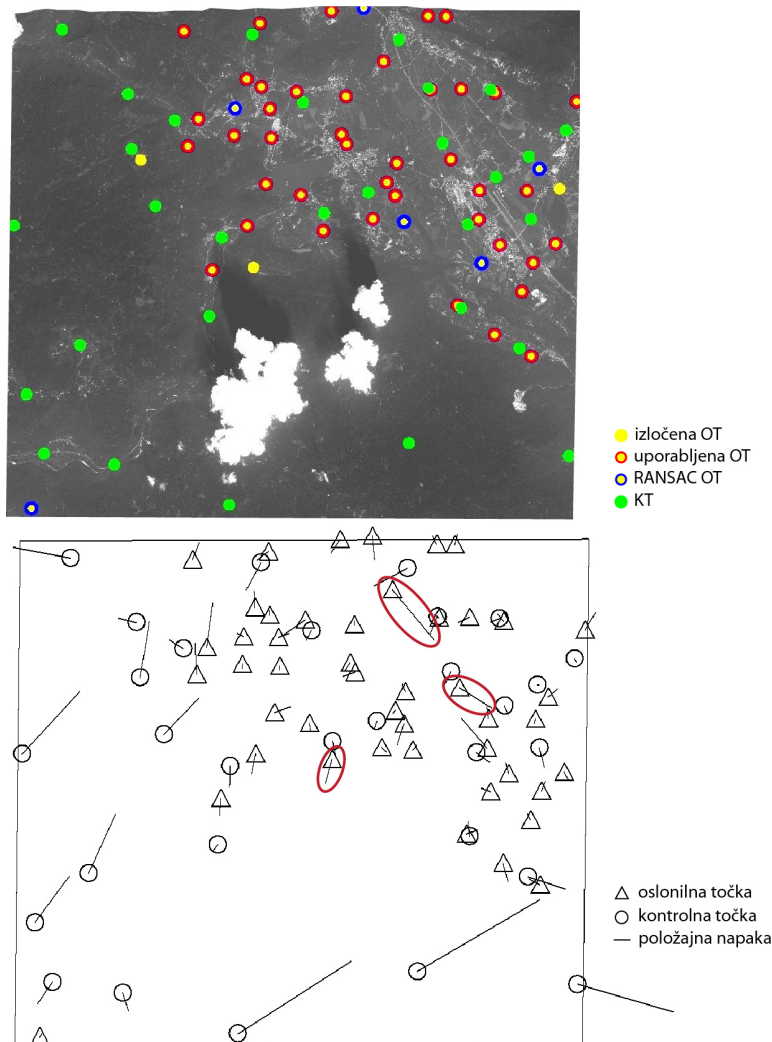 izločena OT
uporabljena OT
RANSAC OT
KT
oslonilna točka
kontrolna točka
položajna napaka